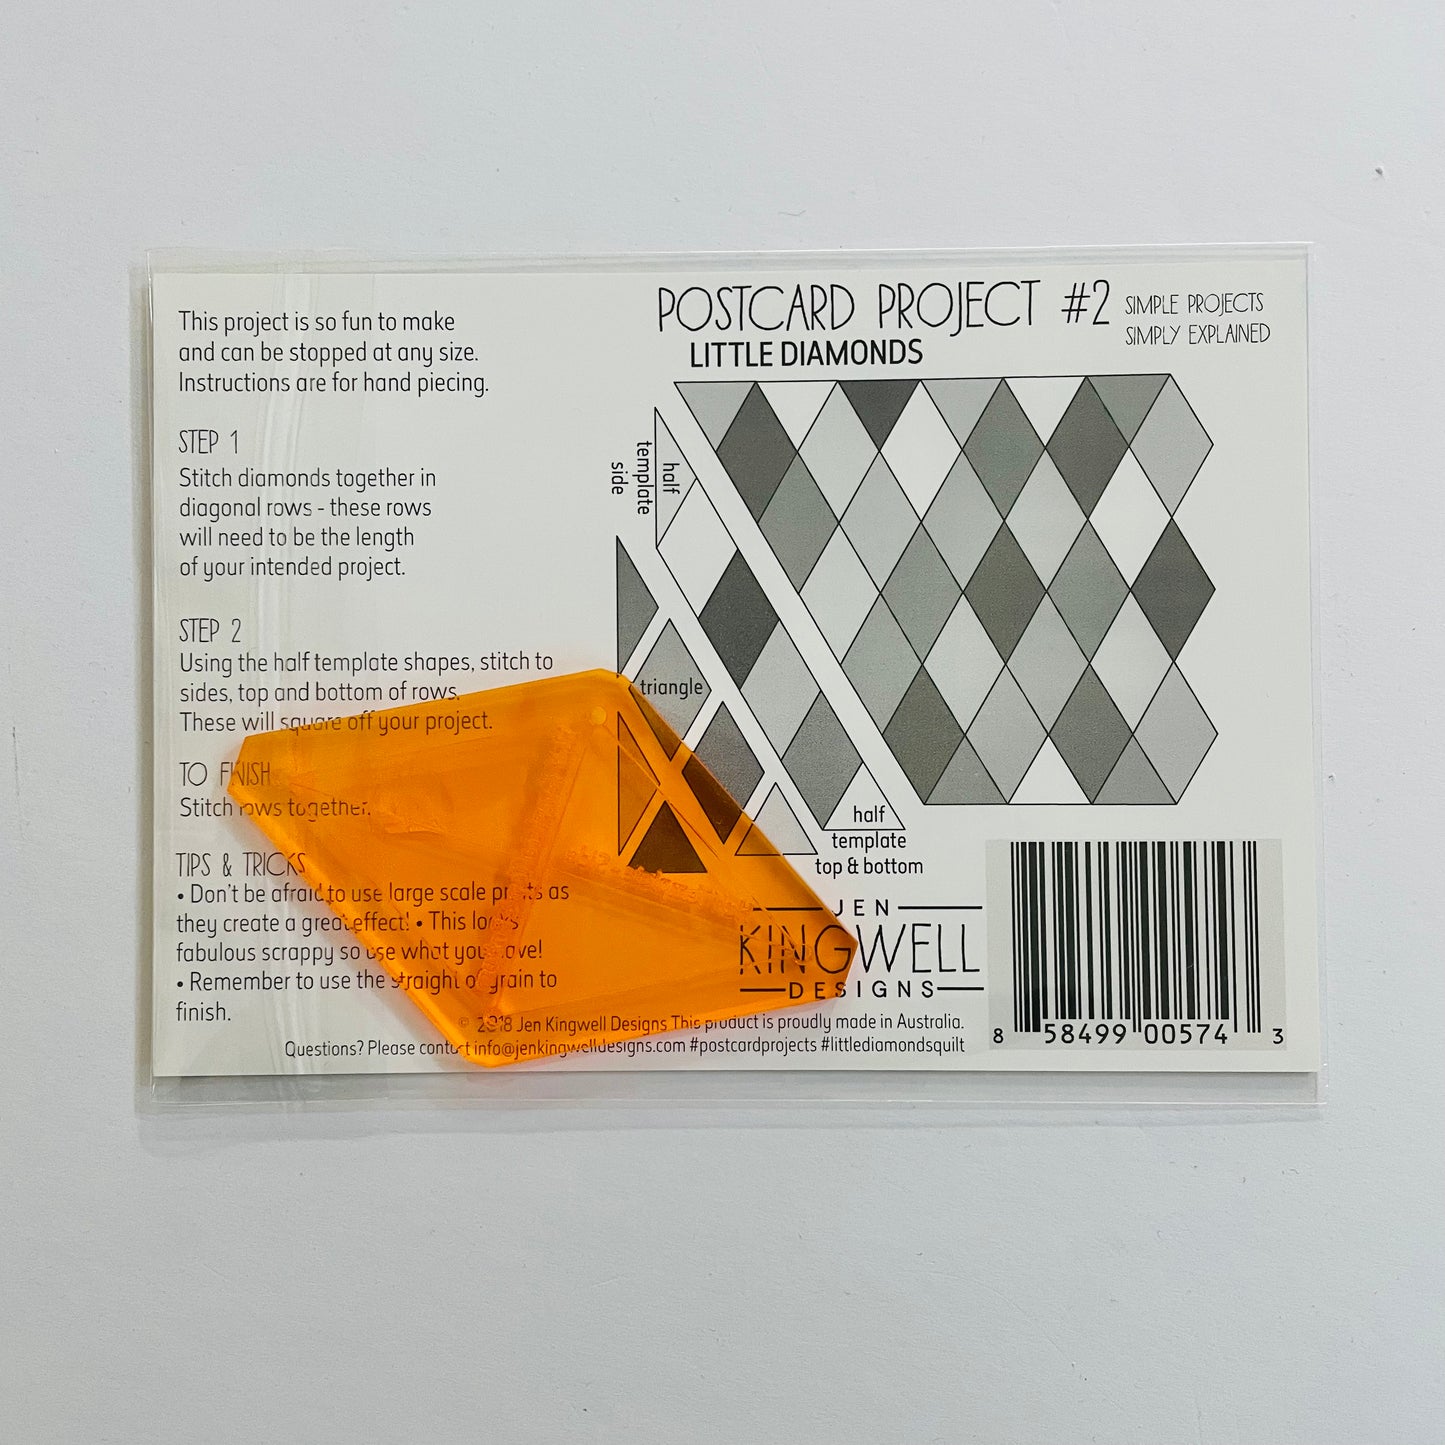 This project is so fun to make
and can be stopped at any size.
Instructions are for hand piecing.
STEP 1
Stitch diamonds together in
diagonal rows - these rows
will need to be the length
of your intended project.
STEP 2
Using the half template shapes, stitch to
sides, top and bottom of rows.
These will square off your project.
TO FINISH
Stitch rows together.
TIPS & TRICKS
• Don't be afraid to use large scale prints as
they create a great effect! • This looks
fabulous scrappy so use what you have!
• Remember to use the straight of grain to
finish.
POSTCARD PROJECT #2
SIMPLE PROJECTS
SIMPLY EXPLAINED
LITTLE DIAMONDS
half
template
side
triangle
half
template
top & bottom
JEN
KINGWELL
DESIGNS
© 2018 Jen Kingwell Designs This product is proudly made in Australia.
Questions? Please contact info@jenkingwelldesigns.com #postcardprojects #littlediamondsquilt
8 58499 00574 3